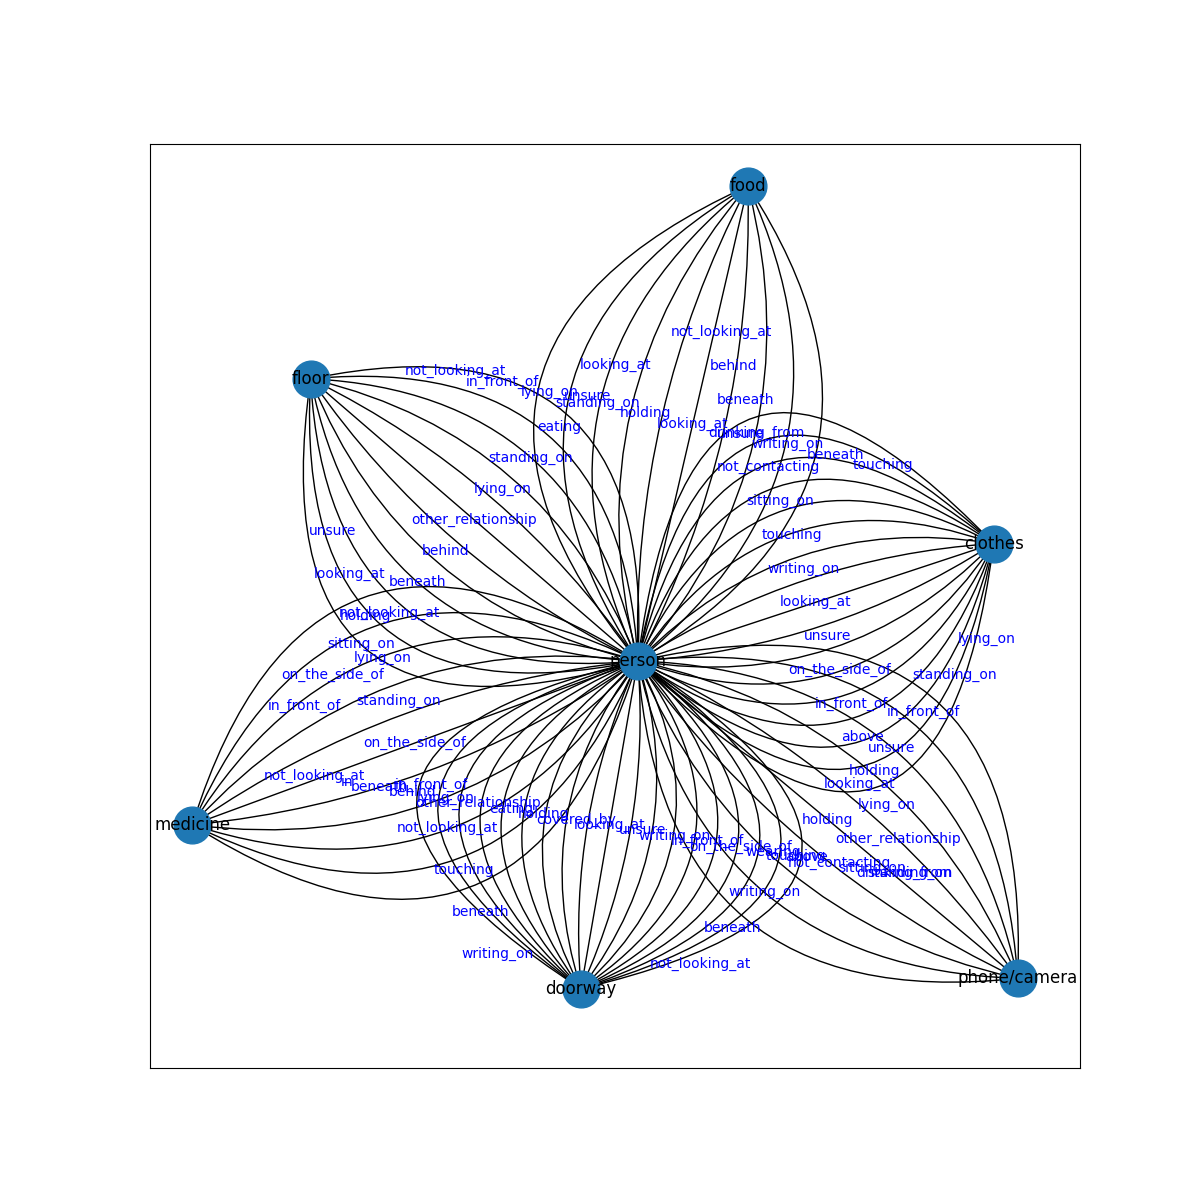 food
not_looking_at
looking_at
behind
not_looking_at
floor
in_front_of
lying_on
unsure
standing_on
beneath
holding
eating
looking_at
drinking_from
unsure
writing_on
beneath
standing_on
touching
not_contacting
lying_on
sitting_on
other_relationship
unsure
touching
clothes
behind
writing_on
looking_at
beneath
looking_at
not_looking_at
holding
unsure
lying_on
sitting_on
lying_on
person
on_the_side_of
on_the_side_of
standing_on
in_front_of
standing_on
in_front_of
in_front_of
above
on_the_side_of
unsure
holding
not_looking_at
in
beneath
in_front_of
looking_at
behind
lying_on
other_relationship
lying_on
eating
holding
covered_by
holding
medicine
looking_at
not_looking_at
unsure
writing_on
in_front_of
other_relationship
on_the_side_of
wearing
touching
above
not_contacting
sitting_on
touching
drinking_from
standing_on
writing_on
beneath
beneath
writing_on
not_looking_at
phone/camera
doorway